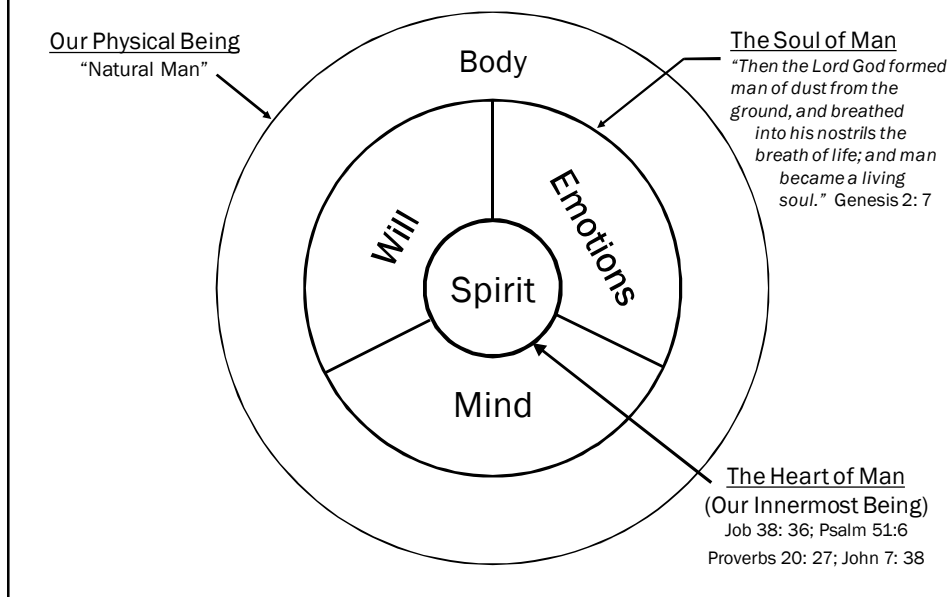 Our Physical Being
“Natural Man”
Body
The Soul of Man
“Then the Lord God formed
man of dust from the
ground, and breathed
into his nostrils the
breath of life; and man
became a living
soul.” Genesis 2: 7
Will
Emotions
Spirit
Mind
The Heart of Man
(Our Innermost Being)
Job 38: 36; Psalm 51:6
Proverbs 20: 27; John 7: 38